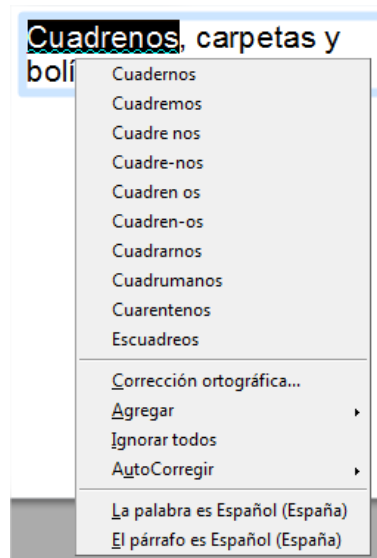 Cuadrenos, carpetas y
bolí
Cuadernos
Cuadremos
Cuadre nos
Cuadre-nos
Cuadren os
Cuadren-os
Cuadrarnos
Cuadrumanos
Cuarentenos
Escuadreos
Corrección ortográfica...
Agregar
Ignorar todos
AutoCorregir
La palabra es Español (España)
El párrafo es Español (España)